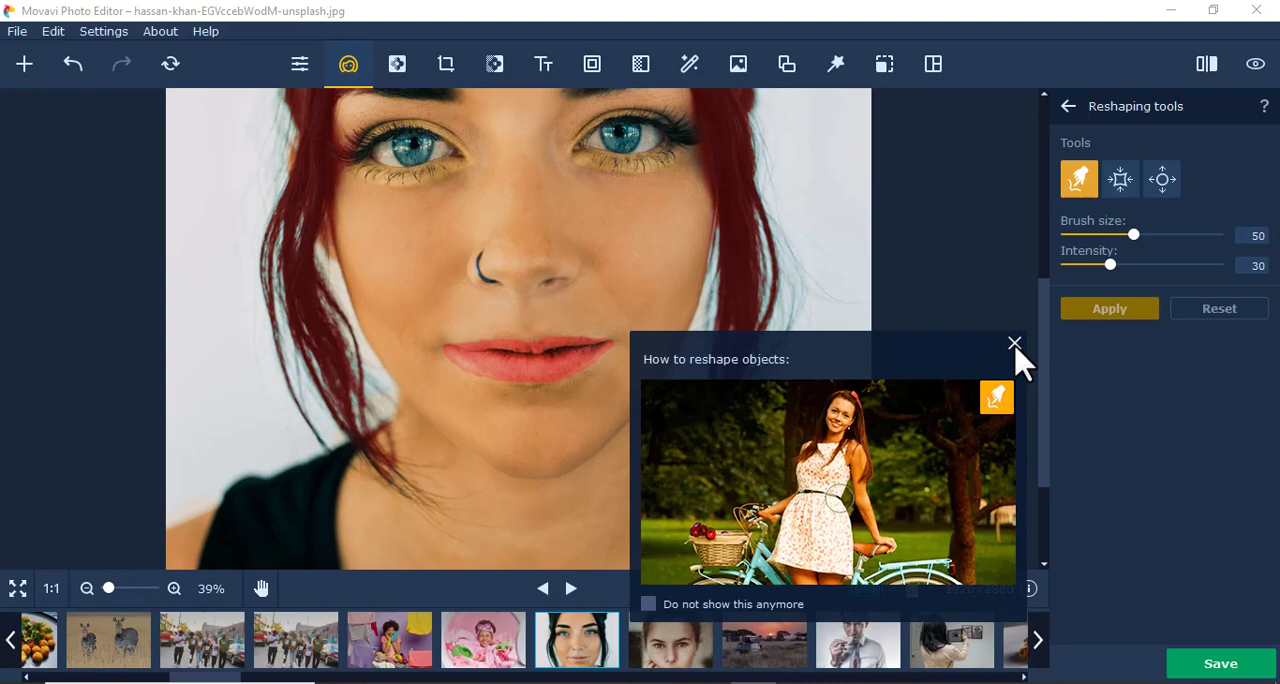 Movavi Photo Editor – hassan-khan-EGVccebWodM-unsplash.jpg
File Edit Settings About Help
Reshaping tools ?
Tools
Brush size:
50
Intensity:
30
Apply Reset
How to reshape objects:
Do not show this anymore
1:1 39%
Save